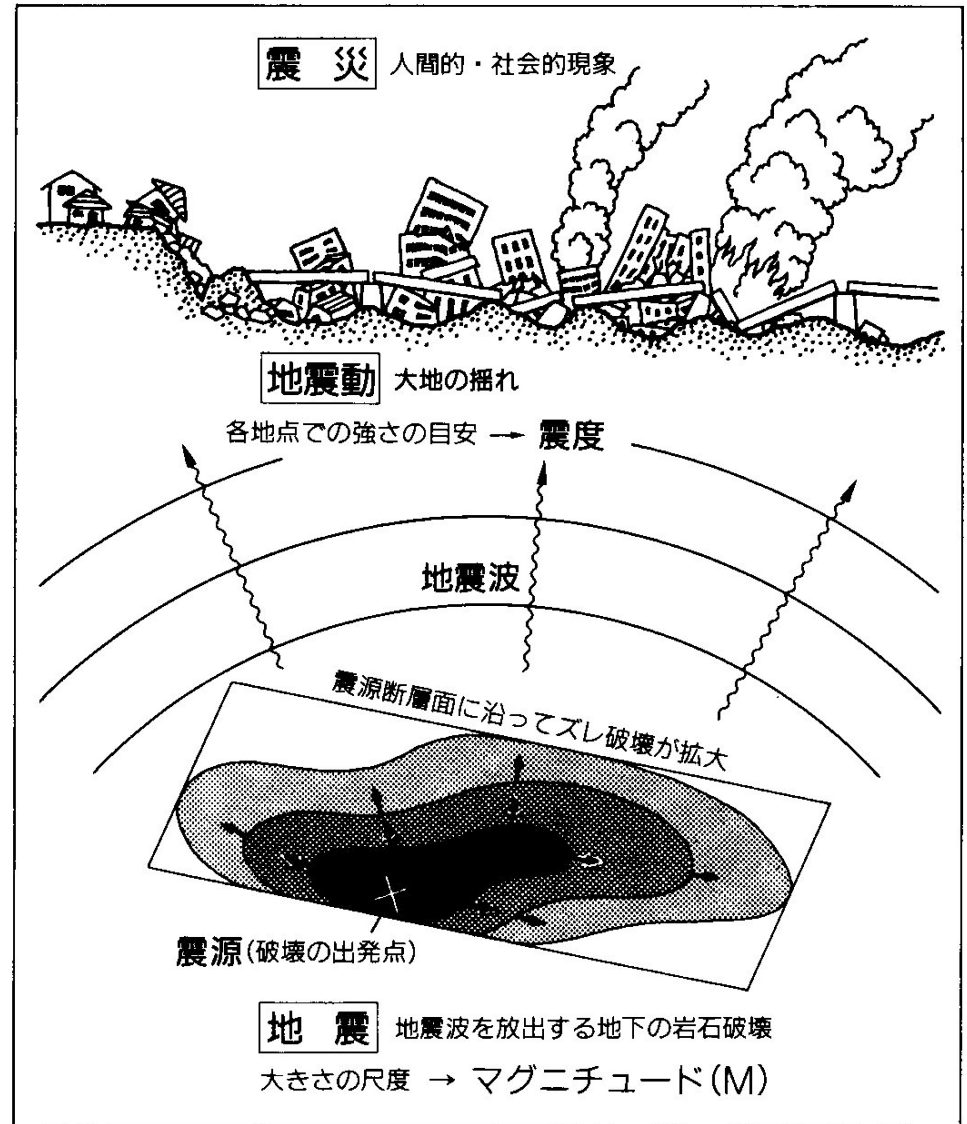 震 災 人間的・社会的現象
地震動 大地の揺れ
各地点での強さの目安 → 震度
地震波
震源断層面に沿ってズレ破壊が拡大
震源(破壊の出発点)
地 震 地震波を放出する地下の岩石破壊
大きさの尺度 → マグニチュード(M)